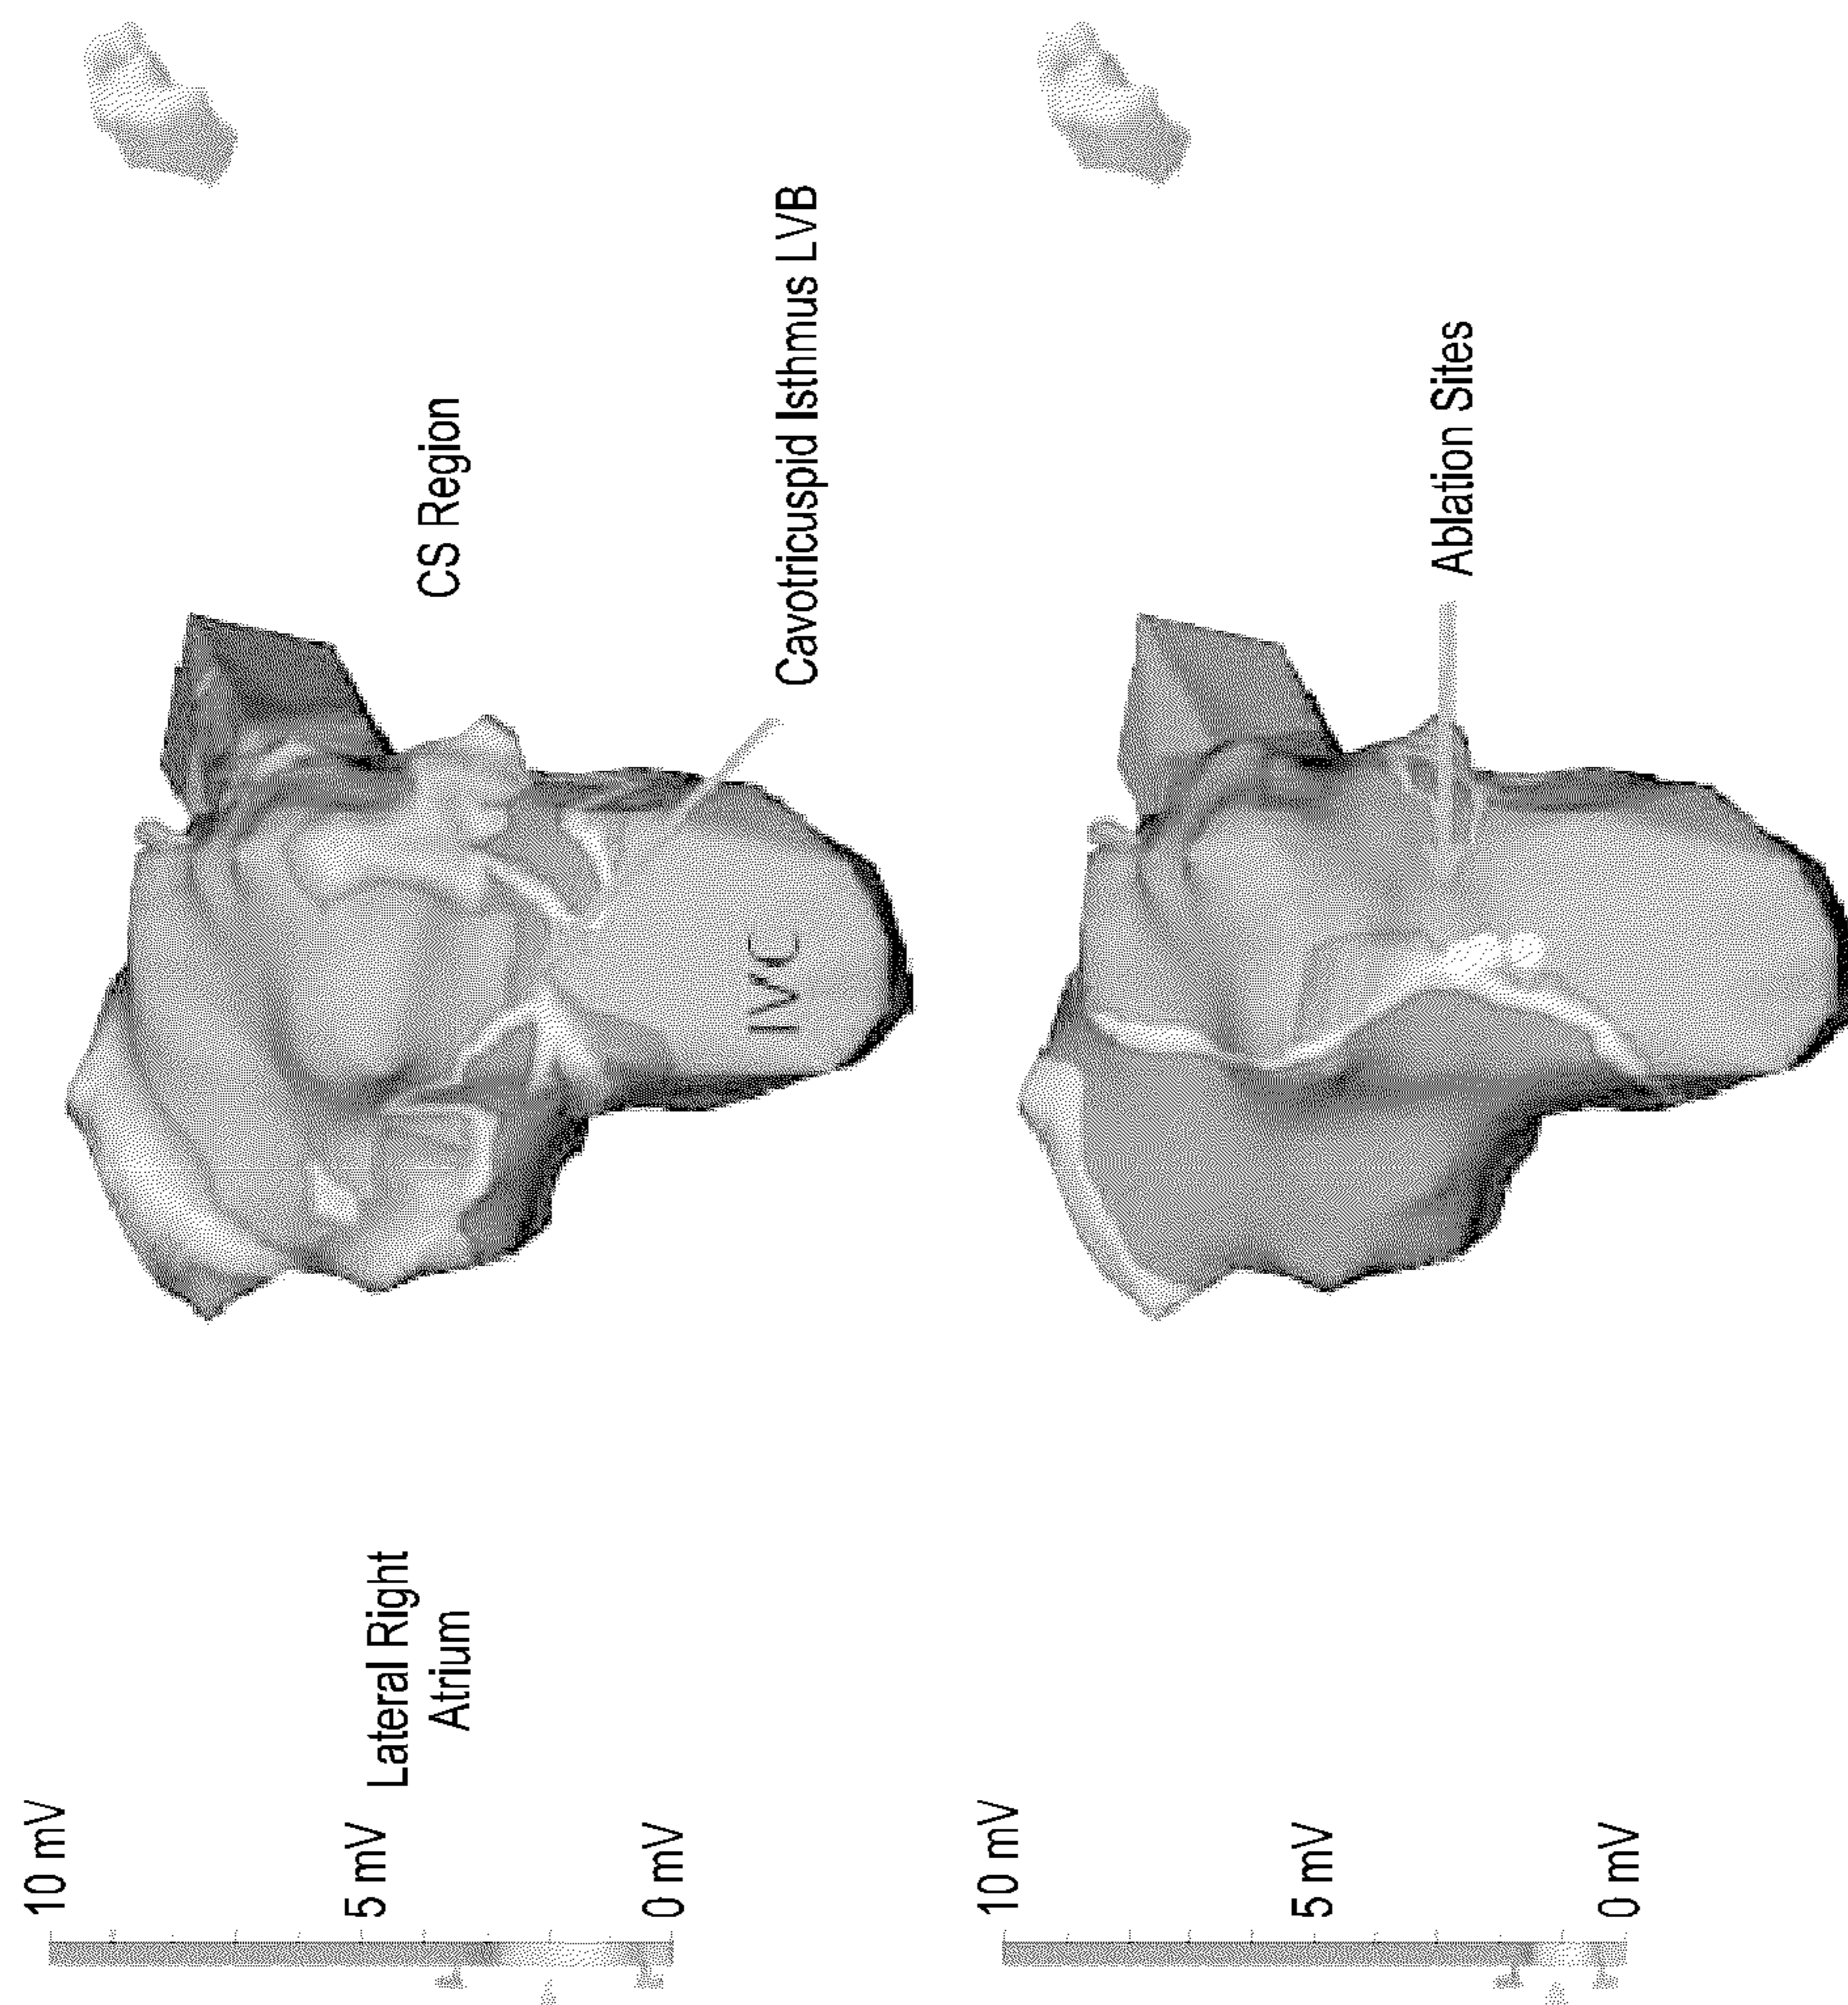 10 mV
5 mV
0 mV
Lateral Right
Atrium
CS Region
IVC
Cavotricuspid Isthmus LVB
10 mV
5 mV
0 mV
Ablation Sites